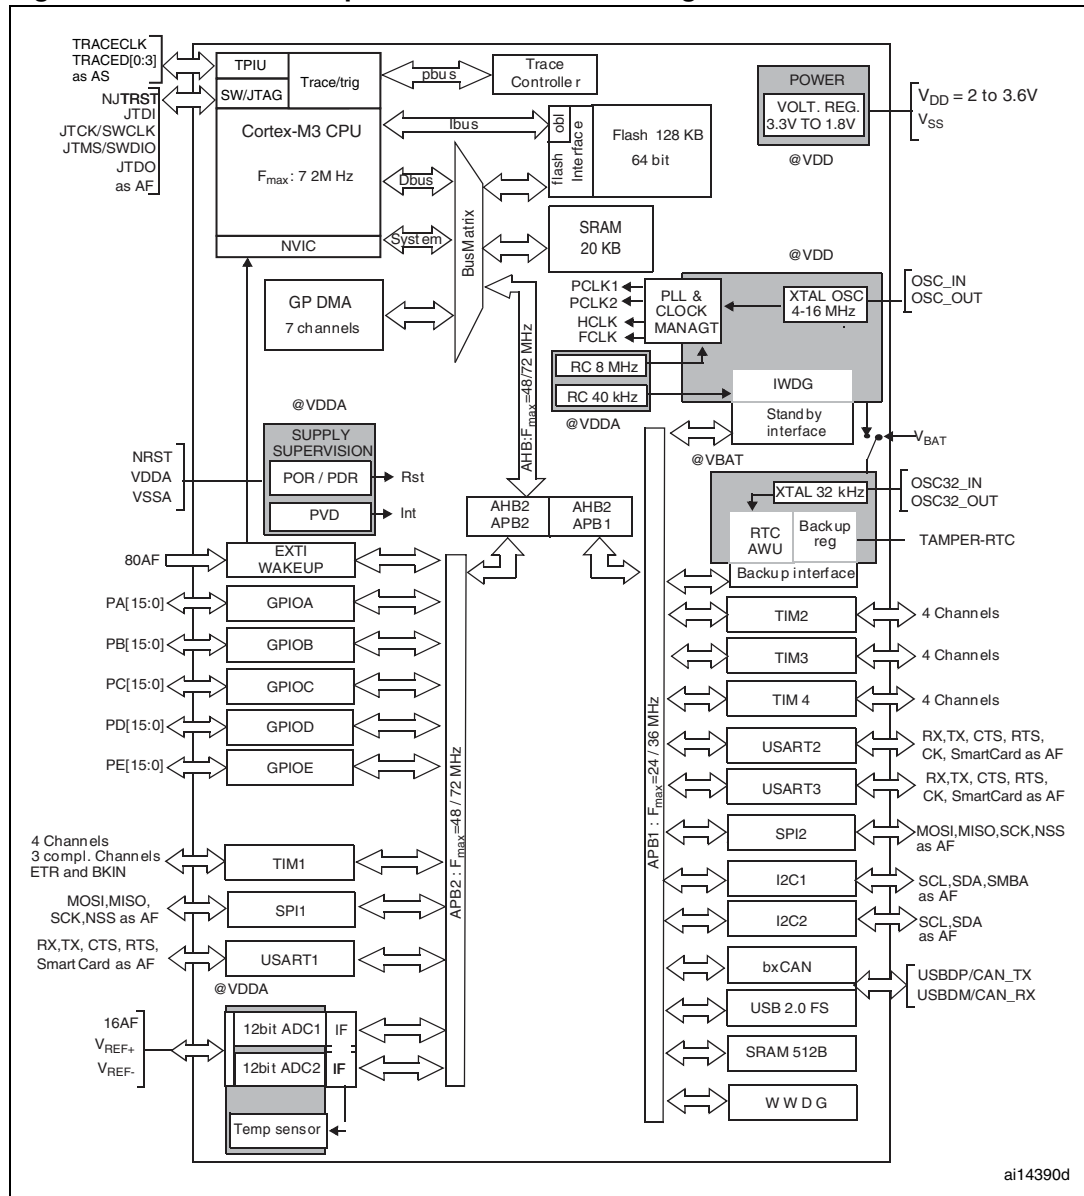 TRACECLK
TRACED[0:3]
as AS
NJTRST
JTDI
JTCK/SWCLK
JTMS/SWDIO
JTDO
as AF
TPIU
SW/JTAG
Trace/trig
Cortex-M3 CPU
Fmax: 7 2M Hz
NVIC
pbus
Trace
Controller
Ibus
Dbus
System
BusMatrix
flash obl
Interface
Flash 128 KB
64 bit
SRAM
20 KB
POWER
VOLT. REG.
3.3V TO 1.8V
@VDD
VDD = 2 to 3.6V
VSS
GP DMA
7 channels
PCLK1
PCLK2
HCLK
FCLK
PLL &
CLOCK
MANAGT
@VDD
XTAL OSC
4-16 MHz
OSC_IN
OSC_OUT
RC 8 MHz
RC 40 kHz
@VDDA
IWDG
Standby
interface
VBAT
@VBAT
XTAL 32 kHz
OSC32_IN
OSC32_OUT
RTC
AWU
Backup
reg
TAMPER-RTC
Backup interface
AHB:Fmax=48/72 MHz
@VDDA
SUPPLY
SUPERVISION
NRST
VDDA
VSSA
POR / PDR
Rst
PVD
Int
AHB2
APB2
AHB2
APB1
80AF
EXTI
WAKEUP
PA[15:0]
GPIOA
PB[15:0]
GPIOB
PC[15:0]
GPIOC
PD[15:0]
GPIOD
PE[15:0]
GPIOE
4 Channels
3 compl. Channels
ETR and BKIN
TIM1
MOSI,MISO,
SCK,NSS as AF
SPI1
RX,TX, CTS, RTS,
SmartCard as AF
USART1
@VDDA
16AF
VREF+
VREF-
12bit ADC1
IF
12bit ADC2
IF
Temp sensor
APB2 : Fmax=48 / 72 MHz
APB1 : Fmax=24 / 36 MHz
TIM2
4 Channels
TIM3
4 Channels
TIM 4
4 Channels
USART2
RX,TX, CTS, RTS,
CK, SmartCard as AF
USART3
RX,TX, CTS, RTS,
CK, SmartCard as AF
SPI2
MOSI,MISO,SCK,NSS
as AF
I2C1
SCL,SDA,SMBA
as AF
I2C2
SCL,SDA
as AF
bxCAN
USBDP/CAN_TX
USBDM/CAN_RX
USB 2.0 FS
SRAM 512B
W W D G
ai14390d